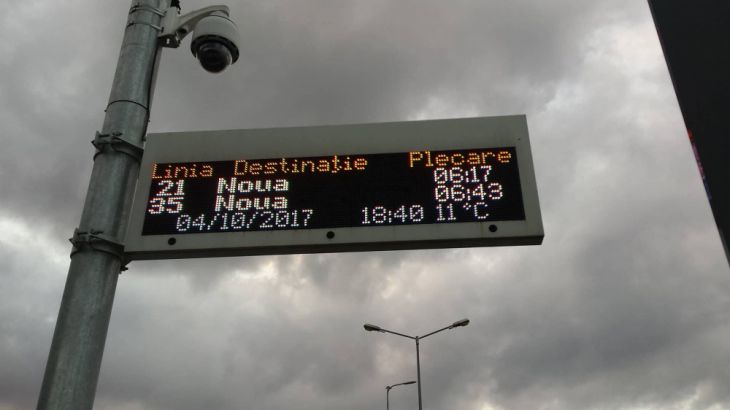 Linia Destinație Plecare
21 Noua 06:17
35 Noua 06:43
04/10/2017 18:40 11°C